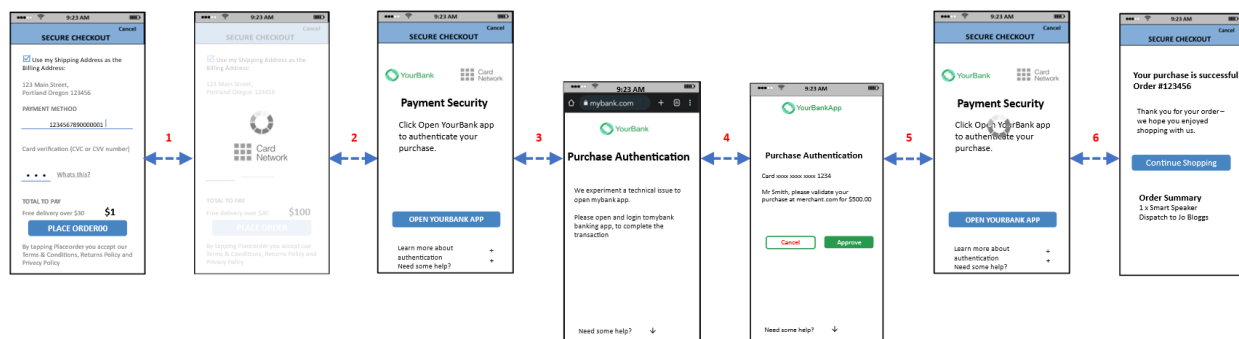 9:23 AM
Cancel
SECURE CHECKOUT
Use my Shipping Address as the
Billing Address:
123 Main Street,
Portland Oregon 123456
PAYMENT METHOD
1234567890000001
Card verification (CVC or CVV number)
Whats this?
TOTAL TO PAY
Free delivery over $30 $1
PLACE ORDER00
By tapping Placeorder you accept our
Terms & Conditions, Returns Policy and
Privacy Policy
1
9:23 AM
Cancel
SECURE CHECKOUT
Use my Shipping Address as the
Billing Address:
123 Main Street,
Portland Oregon 123456
Card
Network
TOTAL TO PAY
Free delivery over $30 $100
PLACE ORDER
By tapping Placeorder you accept our
Terms & Conditions, Returns Policy and
Privacy Policy
2
9:23 AM
Cancel
SECURE CHECKOUT
YourBank
Card
Network
Payment Security
Click Open YourBank app
to authenticate your
purchase.
OPEN YOURBANK APP
Learn more about +
authentication +
Need some help?
3
9:23 AM
mybank.com
YourBank
Purchase Authentication
We experiment a technical issue to
open mybank app.
Please open and login tomybank
banking app, to complete the
transaction
Need some help?
4
9:23 AM
YourBankApp
Purchase Authentication
Card xxxx xxxx xxxx 1234
Mr Smith, please validate your
purchase at merchant.com for $500.00
Cancel
Approve
Need some help?
5
9:23 AM
Cancel
SECURE CHECKOUT
YourBank
Card
Network
Payment Security
Click Open YourBank app
to authenticate your
purchase.
OPEN YOURBANK APP
Learn more about +
authentication +
Need some help?
6
9:23 AM
Cancel
SECURE CHECKOUT
Your purchase is successful
Order #123456
Thank you for your order–
we hope you enjoyed
shopping with us.
Continue Shopping
Order Summary
1 x Smart Speaker
Dispatch to Jo Bloggs